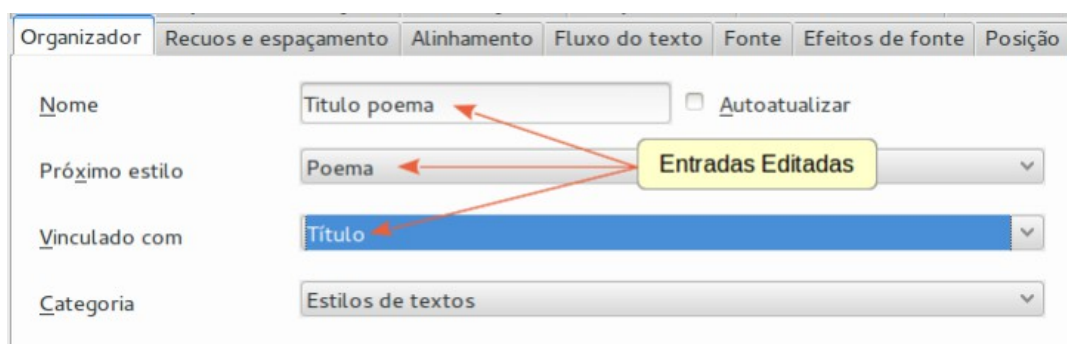 Organizador Recuos e espaçamento Alinhamento Fluxo do texto Fonte Efeitos de fonte Posição
Nome Titulo poema Autoatualizar
Próximo estilo Poema Entradas Editadas
Vinculado com Título
Categoria Estilos de textos